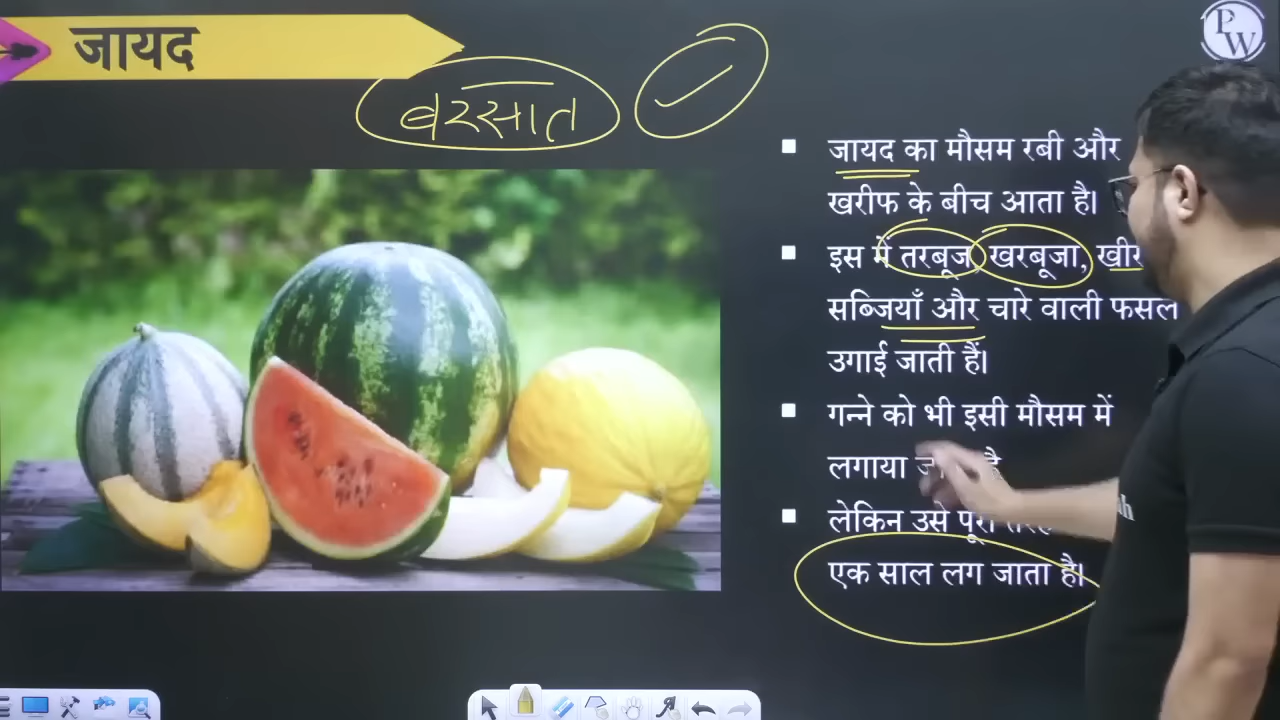 जायद
बरसात
PW
जायद का मौसम रबी और
खरीफ के बीच आता है।
इस में तरबूज खरबूजा,
सब्जियाँ और चारे वाली फसल
उगाई जाती हैं।
गन्ने को भी इसी मौसम में
लगाया है
लेकिन उसे
एक साल लग जाता है।